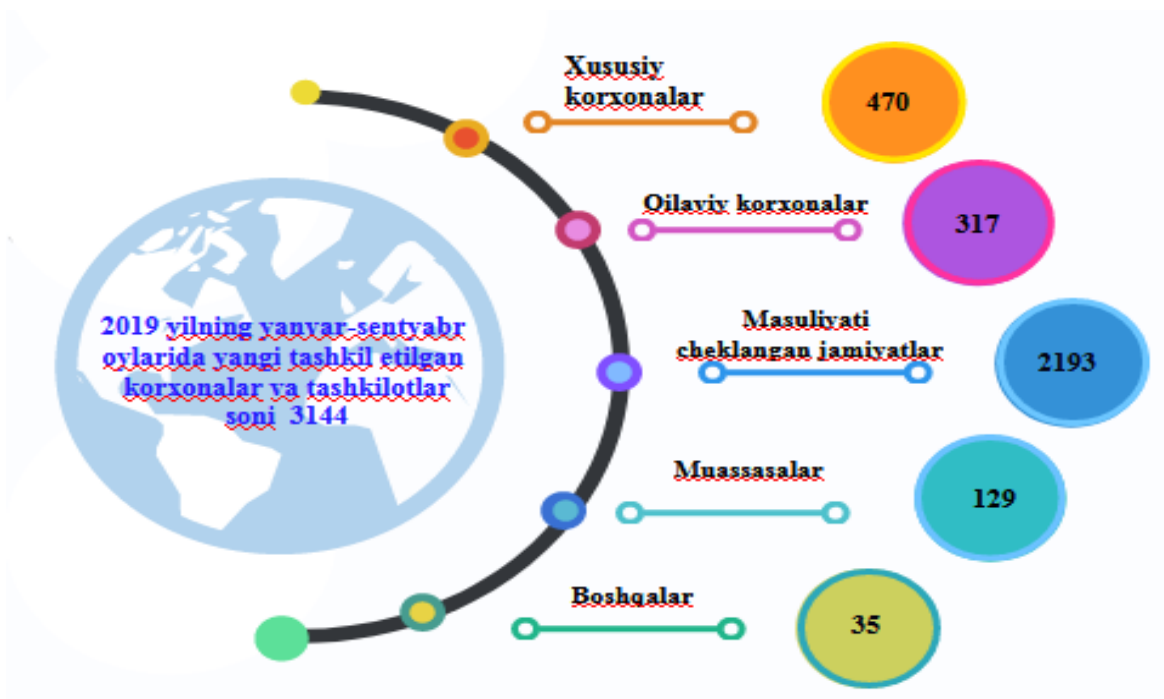 Xususiy
korxonalar
470
Oilaviy korxonalar
317
2019 yilning yanvar-sentyabr
oylarida yangi tashkil etilgan
korxonalar va tashkilotlar
soni 3144
Masuliyati
cheklangan jamiyatlar
2193
Muassasalar
129
Boshqalar
35